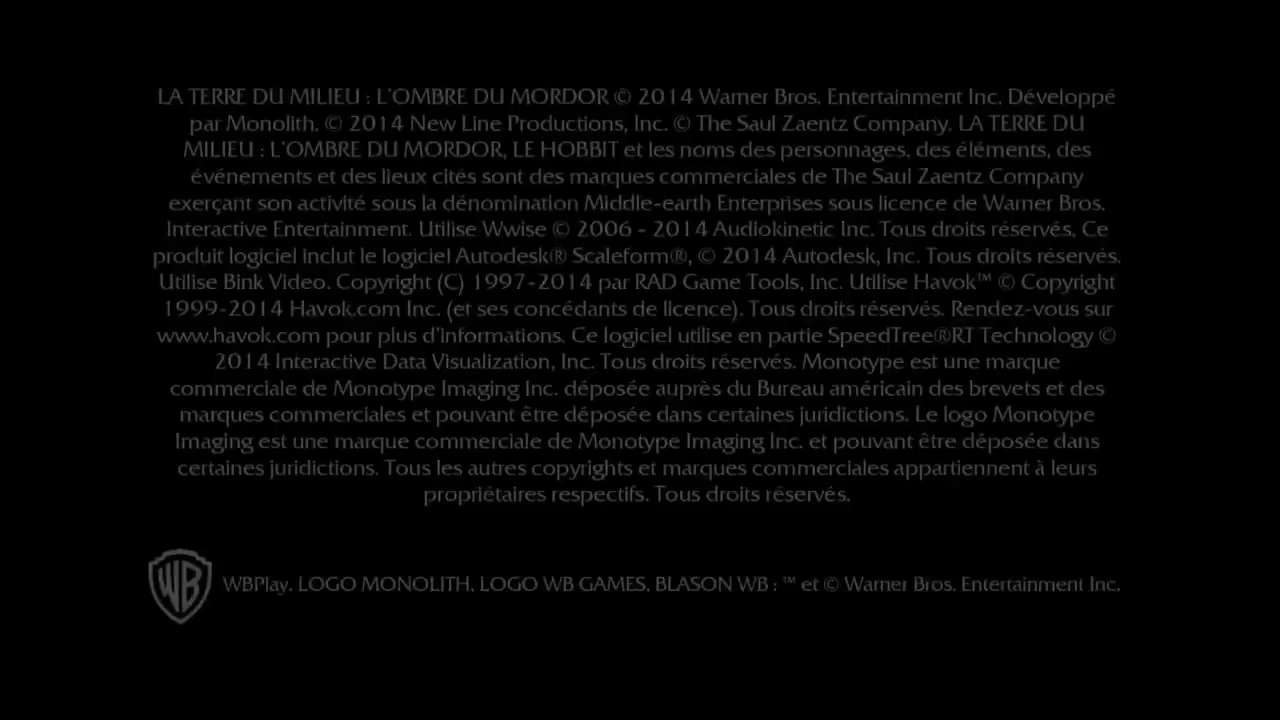 LA TERRE DU MILIEU : L'OMBRE DU MORDOR © 2014 Warner Bros. Entertainment Inc. Développé
par Monolith. © 2014 New Line Productions, Inc. © The Saul Zaentz Company. LA TERRE DU
MILIEU : L'OMBRE DU MORDOR, LE HOBBIT et les noms des personnages, des éléments, des
événements et des lieux cités sont des marques commerciales de The Saul Zaentz Company
exerçant son activité sous la dénomination Middle-earth Enterprises sous licence de Warner Bros.
Interactive Entertainment. Utilise Wwise © 2006 - 2014 Audiokinetic Inc. Tous droits réservés. Ce
produit logiciel inclut le logiciel Autodesk® Scaleform®, © 2014 Autodesk, Inc. Tous droits réservés.
Utilise Bink Video. Copyright (C) 1997-2014 par RAD Game Tools, Inc. Utilise Havok™ © Copyright
1999-2014 Havok.com Inc. (et ses concédants de licence). Tous droits réservés. Rendez-vous sur
www.havok.com pour plus d'informations. Ce logiciel utilise en partie SpeedTree®RT Technology ©
2014 Interactive Data Visualization, Inc. Tous droits réservés. Monotype est une marque
commerciale de Monotype Imaging Inc. déposée auprès du Bureau américain des brevets et des
marques commerciales et pouvant être déposée dans certaines juridictions. Le logo Monotype
Imaging est une marque commerciale de Monotype Imaging Inc. et pouvant être déposée dans
certaines juridictions. Tous les autres copyrights et marques commerciales appartiennent à leurs
propriétaires respectifs. Tous droits réservés.
WB WBPlay, LOGO MONOLITH, LOGO WB GAMES, BLASON WB : ™ et © Warner Bros. Entertainment Inc.